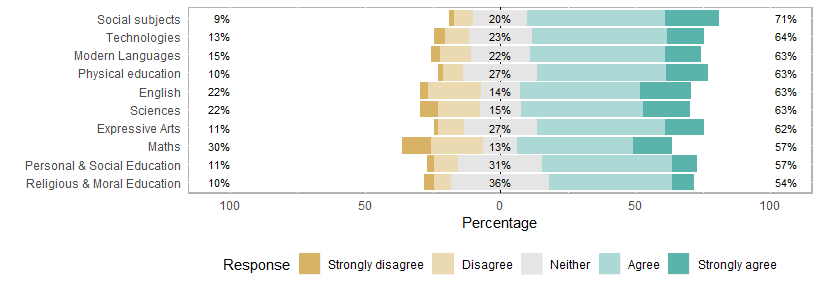 Social subjects 9% 20% 71%
Technologies 13% 23% 64%
Modern Languages 15% 22% 63%
Physical education 10% 27% 63%
English 22% 14% 63%
Sciences 22% 15% 63%
Expressive Arts 11% 27% 62%
Maths 30% 13% 57%
Personal & Social Education 11% 31% 57%
Religious & Moral Education 10% 36% 54%
100 50 0 50 100
Percentage
Response Strongly disagree Disagree Neither Agree Strongly agree